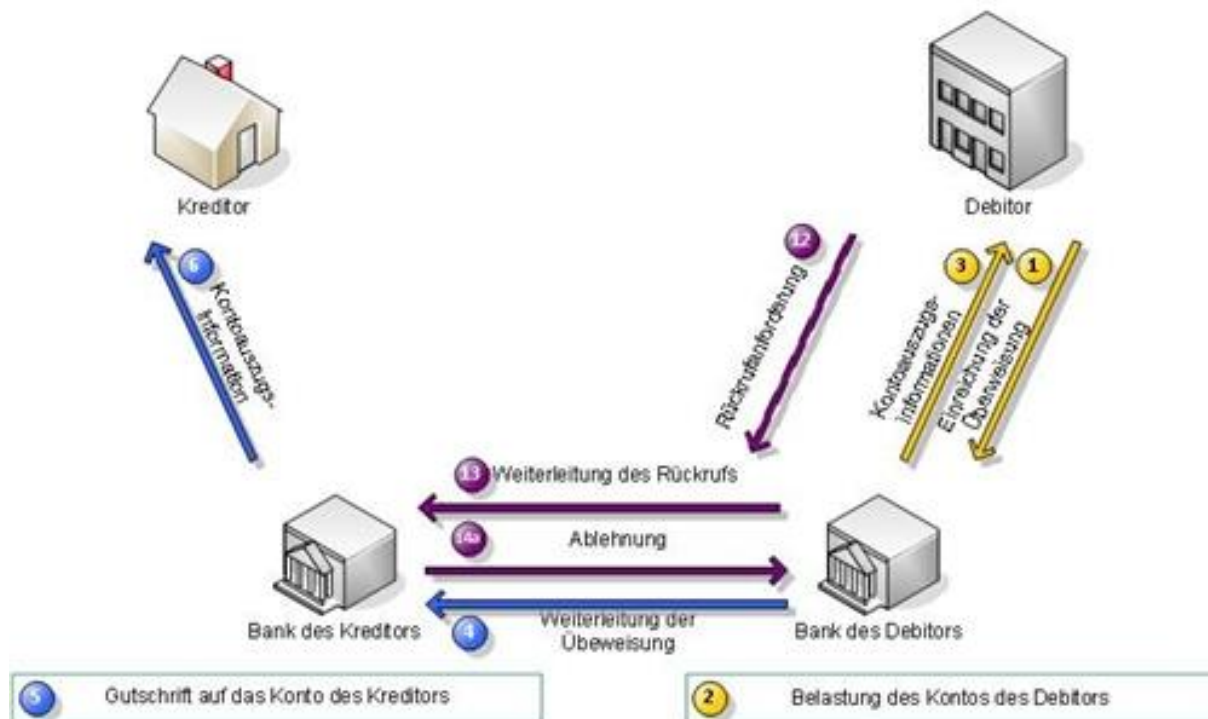 Kreditor
Debitor
6
Kontoauszugs-
Information
12
Rückrufanforderung
3
Kontoauszugs-
informationen
1
Einreichung der
Überweisung
13 Weiterleitung des Rückrufs
14a Ablehnung
Bank des Kreditors
4
Weiterleitung der
Übeweisung
Bank des Debitors
5 Gutschrift auf das Konto des Kreditors
2 Belastung des Kontos des Debitors